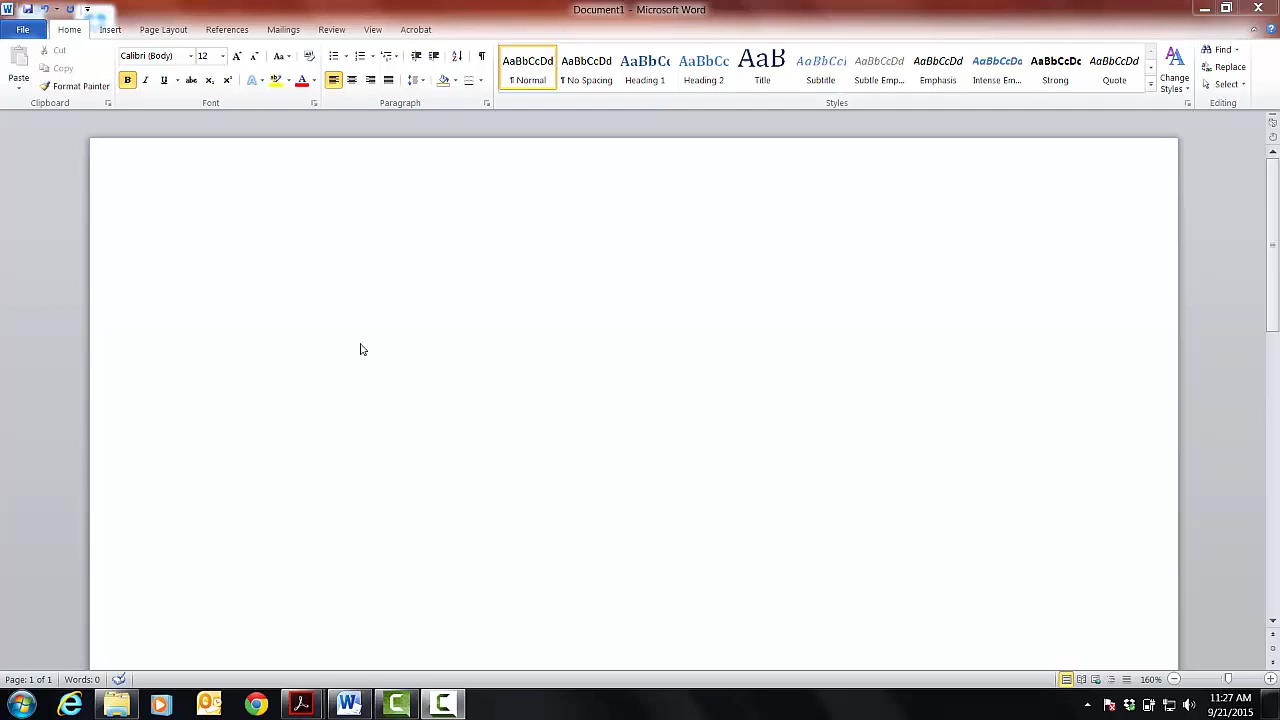 Document1 - Microsoft Word
File Home Insert Page Layout References Mailings Review View Acrobat
Paste
Cut
Copy
Format Painter
Clipboard
Calibri (Body) 12
Font
Paragraph
AaBbCcDd AaBbCcDd AaBbCc AaBbCc AaB AaBbCcI AaBbCcDd AaBbCcDd AaBbCcDd AaBbCcDc AaBbCcDd
¶ Normal ¶ No Spacing Heading 1 Heading 2 Title Subtitle Subtle Emp... Emphasis Intense Em... Strong Quote
Styles
Change Styles
Find
Replace
Select
Editing
Page: 1 of 1 Words: 0
160%
11:27 AM
9/21/2015